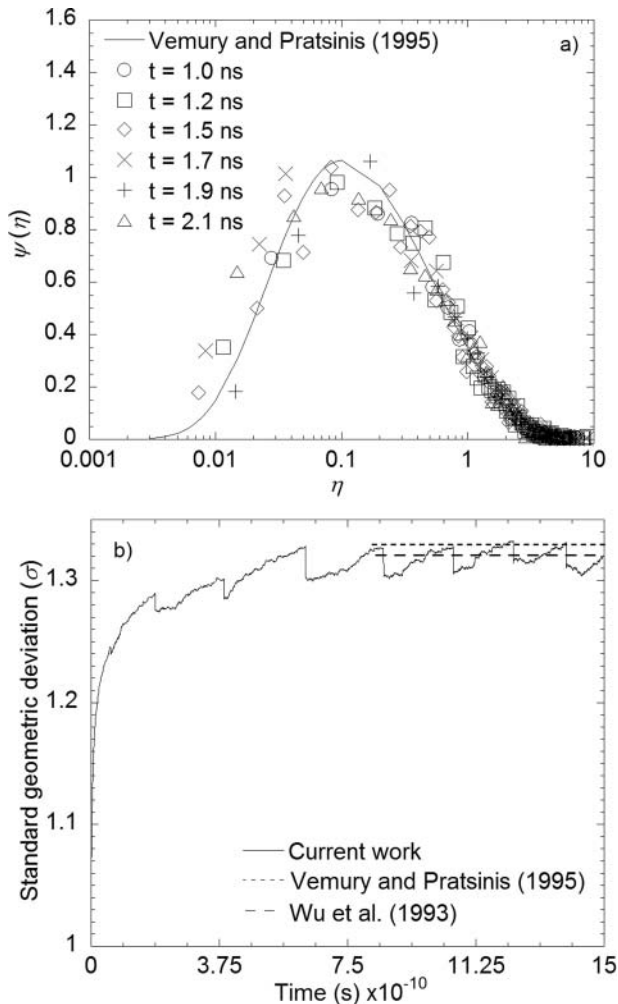 1.6
Vemury and Pratsinis (1995)
a)
1.4
t = 1.0 ns
t = 1.2 ns
1.2
t = 1.5 ns
t = 1.7 ns
1
t = 1.9 ns
t = 2.1 ns
ψ(η)
0.8
0.6
0.4
0.2
0
0.001
0.01
0.1
1
10
η
b)
1.3
Standard geometric deviation (σ)
1.2
1.1
Current work
Vemury and Pratsinis (1995)
Wu et al. (1993)
1
0
3.75
7.5
11.25
15
Time (s) x10-10